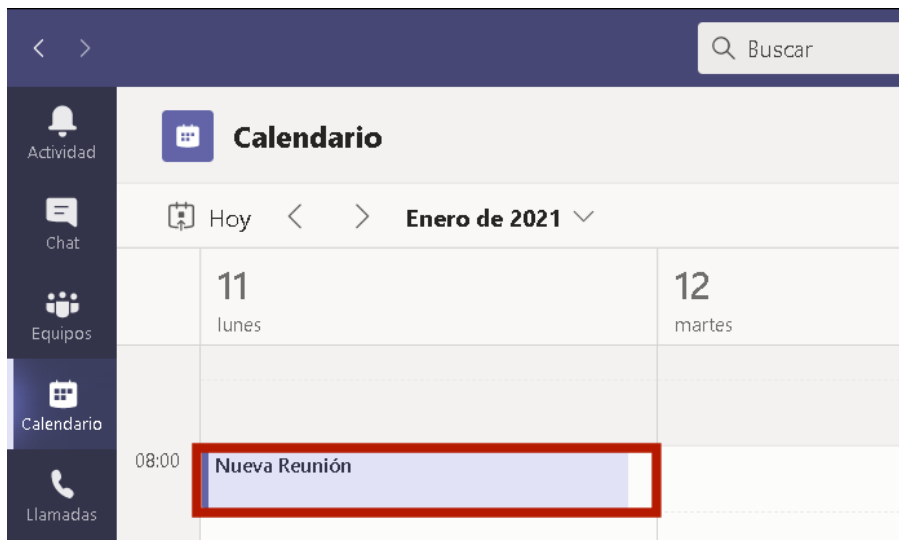 Buscar
Actividad
Calendario
Chat
Hoy
Enero de 2021
11
12
lunes
martes
Equipos
Calendario
08:00
Nueva Reunión
Llamadas